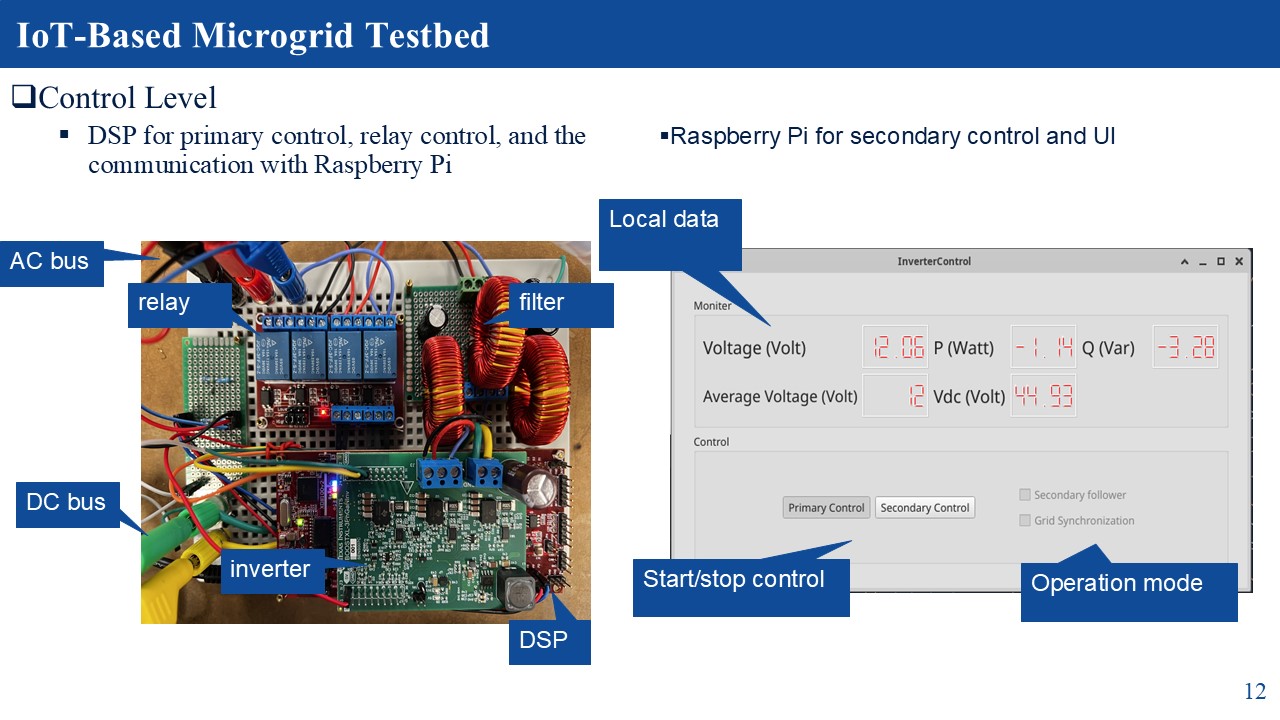 IoT-Based Microgrid Testbed
❑Control Level
▪ DSP for primary control, relay control, and the
communication with Raspberry Pi
▪Raspberry Pi for secondary control and UI
AC bus
relay
filter
DC bus
inverter
DSP
Local data
InverterControl
Moniter
Voltage (Volt) 12.06 P (Watt) -1.14 Q (Var) -3.28
Average Voltage (Volt) 12 Vdc (Volt) 44.93
Control
Primary Control Secondary Control
Secondary follower
Grid Synchronization
Start/stop control
Operation mode
12